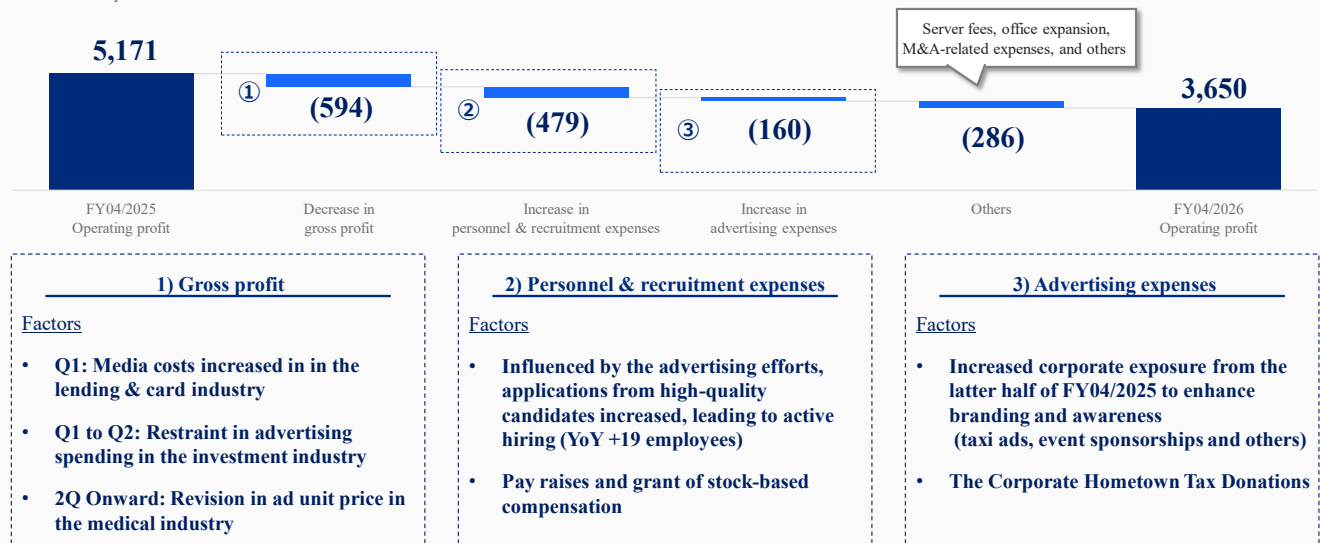 Server fees, office expansion,
M&A-related expenses, and others
5,171
①
(594)
②
(479)
③
(160)
(286)
3,650
FY04/2025
Operating profit
Decrease in
gross profit
Increase in
personnel & recruitment expenses
Increase in
advertising expenses
Others
FY04/2026
Operating profit
1) Gross profit
Factors
• Q1: Media costs increased in in the
lending & card industry
• Q1 to Q2: Restraint in advertising
spending in the investment industry
• 2Q Onward: Revision in ad unit price in
the medical industry
2) Personnel & recruitment expenses
Factors
• Influenced by the advertising efforts,
applications from high-quality
candidates increased, leading to active
hiring (YoY +19 employees)
• Pay raises and grant of stock-based
compensation
3) Advertising expenses
Factors
• Increased corporate exposure from the
latter half of FY04/2025 to enhance
branding and awareness
(taxi ads, event sponsorships and others)
• The Corporate Hometown Tax Donations